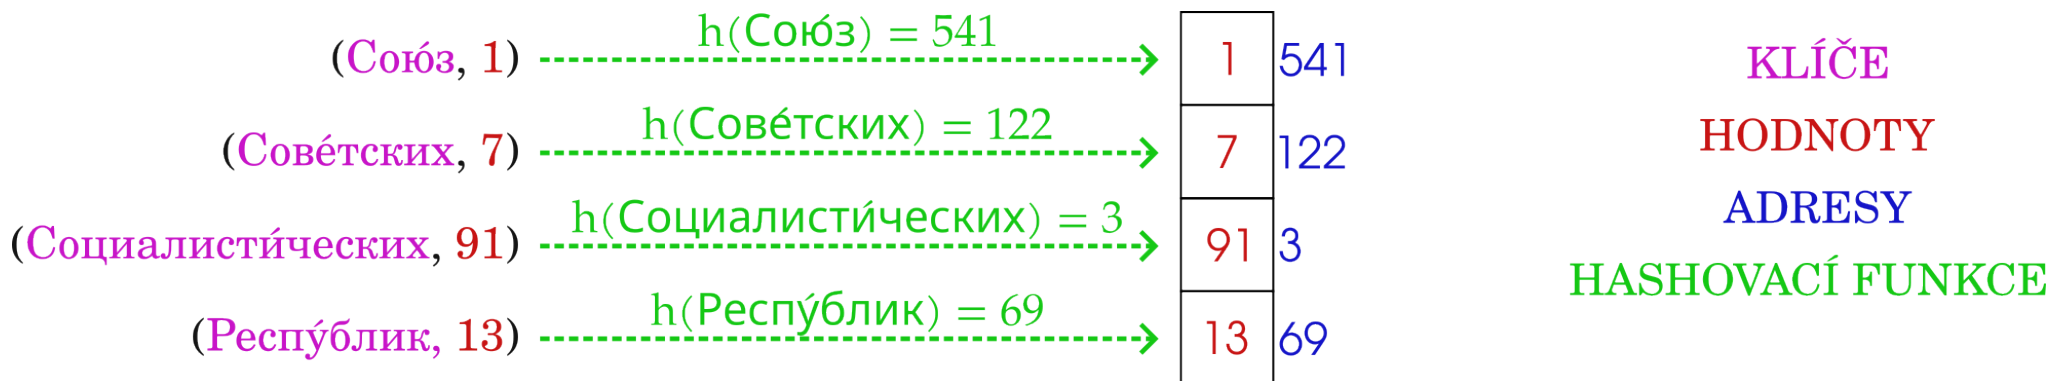 (Сою́з, 1) h(Сою́з) = 541 1 541 KLÍČE
(Сове́тских, 7) h(Сове́тских) = 122 7 122 HODNOTY
(Социалисти́ческих, 91) h(Социалисти́ческих) = 3 91 3 ADRESY
(Респу́блик, 13) h(Респу́блик) = 69 13 69 HASHOVACÍ FUNKCE